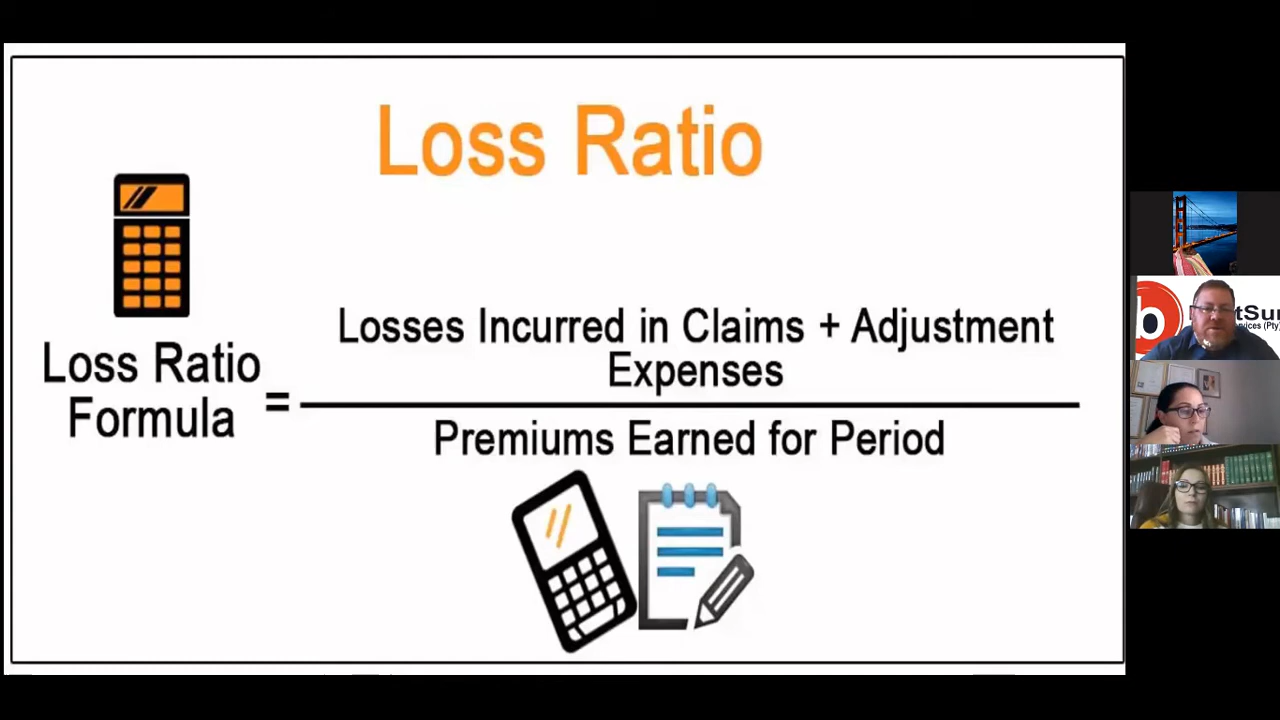 Loss Ratio
Loss Ratio
Formula
=
Losses Incurred in Claims + Adjustment
Expenses
Premiums Earned for Period
b